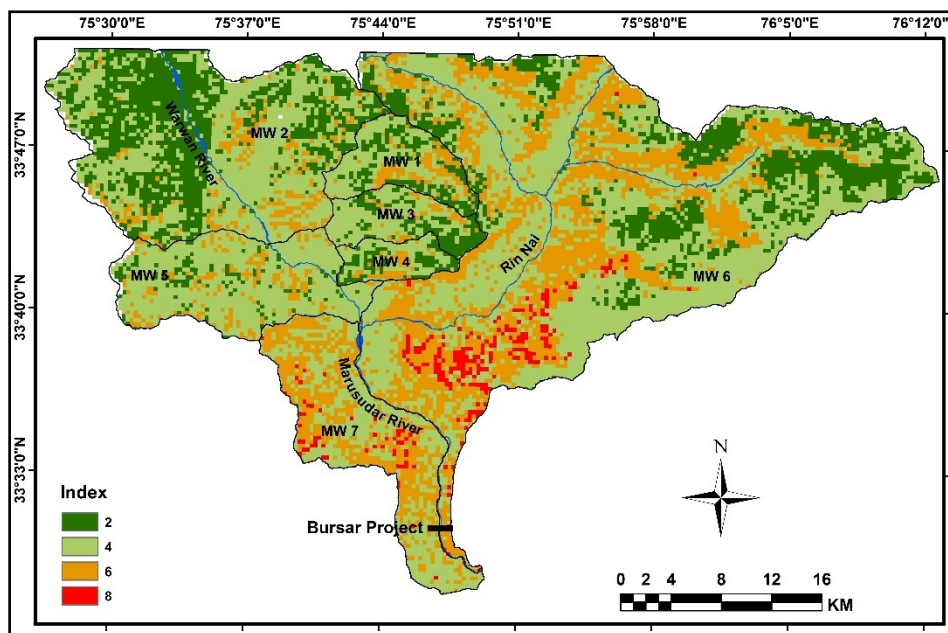 75°30'0"E 75°37'0"E 75°44'0"E 75°51'0"E 75°58'0"E 76°5'0"E 76°12'0"E
33°47'0"N
33°40'0"N
33°3'3'0"N
Warwan River
MW 2
MW 1
MW 3
MW 4
MW 5
Rin Nai
MW 6
Marusudar River
MW 7
Bursar Project
Index
2
4
6
8
N
0 2 4 8 12 16
KM